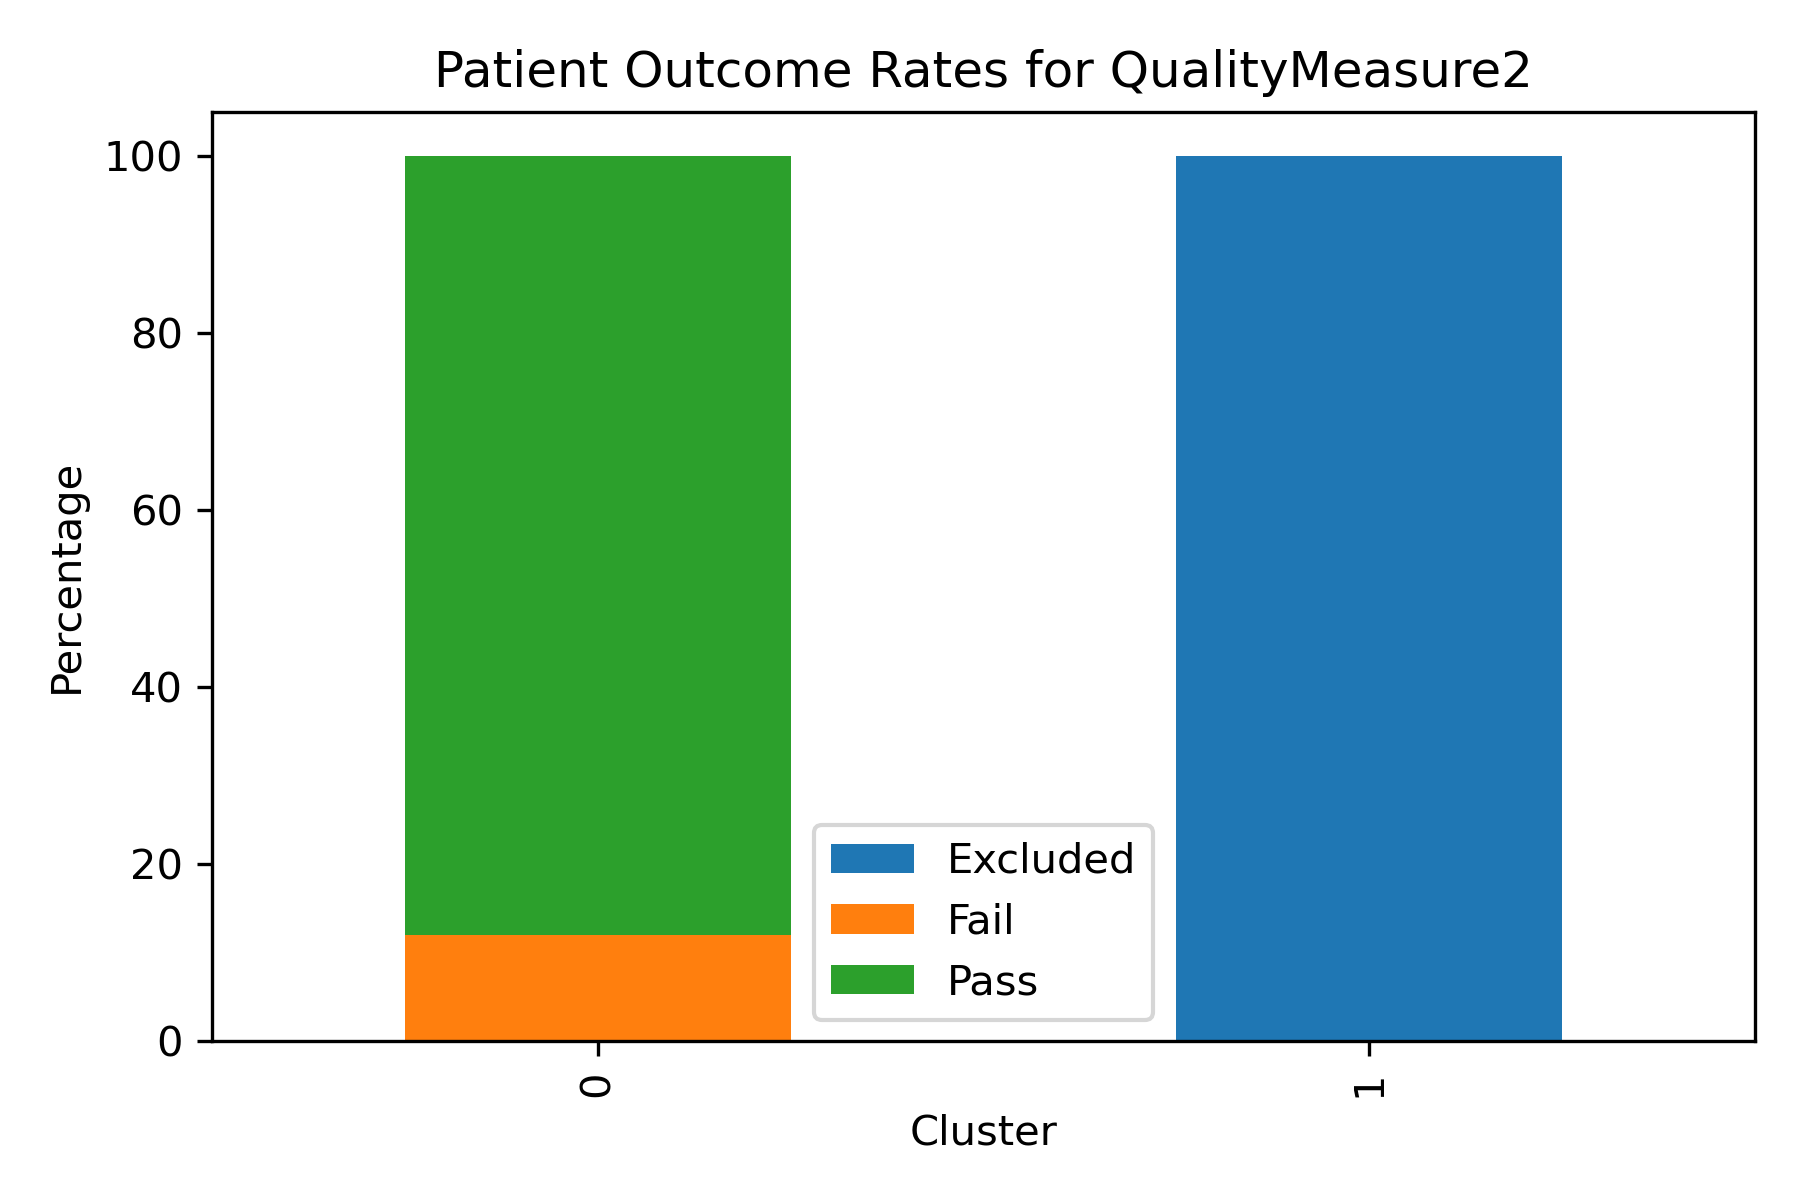 Patient Outcome Rates for QualityMeasure2
100
80
60
40
20
0
Percentage
Excluded
Fail
Pass
0
1
Cluster